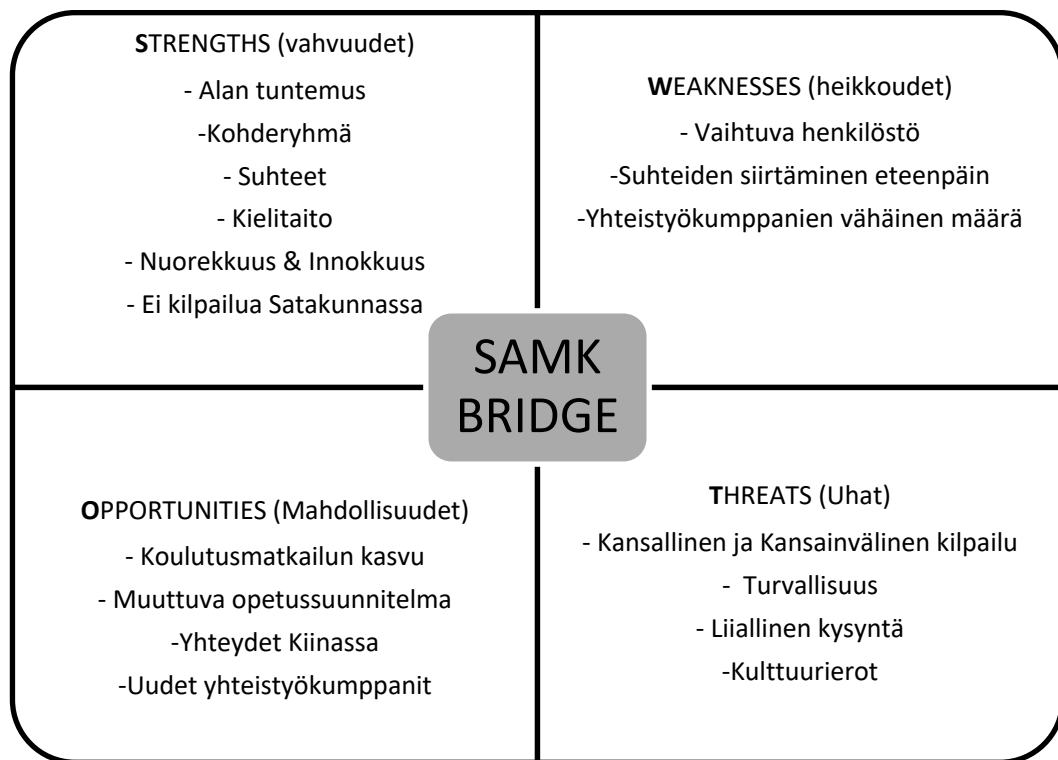 STRENGTHS (vahvuudet)
- Alan tuntemus
-Kohderyhmä
- Suhteet
- Kielitaito
- Nuorekkuus & Innokkuus
- Ei kilpailua Satakunnassa
WEAKNESSES (heikkoudet)
- Vaihtuva henkilöstö
-Suhteiden siirtäminen eteenpäin
-Yhteistyökumppanien vähäinen määrä
SAMK
BRIDGE
OPPORTUNITIES (Mahdollisuudet)
- Koulutusmatkailun kasvu
- Muuttuva opetussuunnitelma
-Yhteydet Kiinassa
-Uudet yhteistyökumppanit
THREATS (Uhat)
- Kansallinen ja Kansainvälinen kilpailu
- Turvallisuus
- Liiallinen kysyntä
-Kulttuurierot